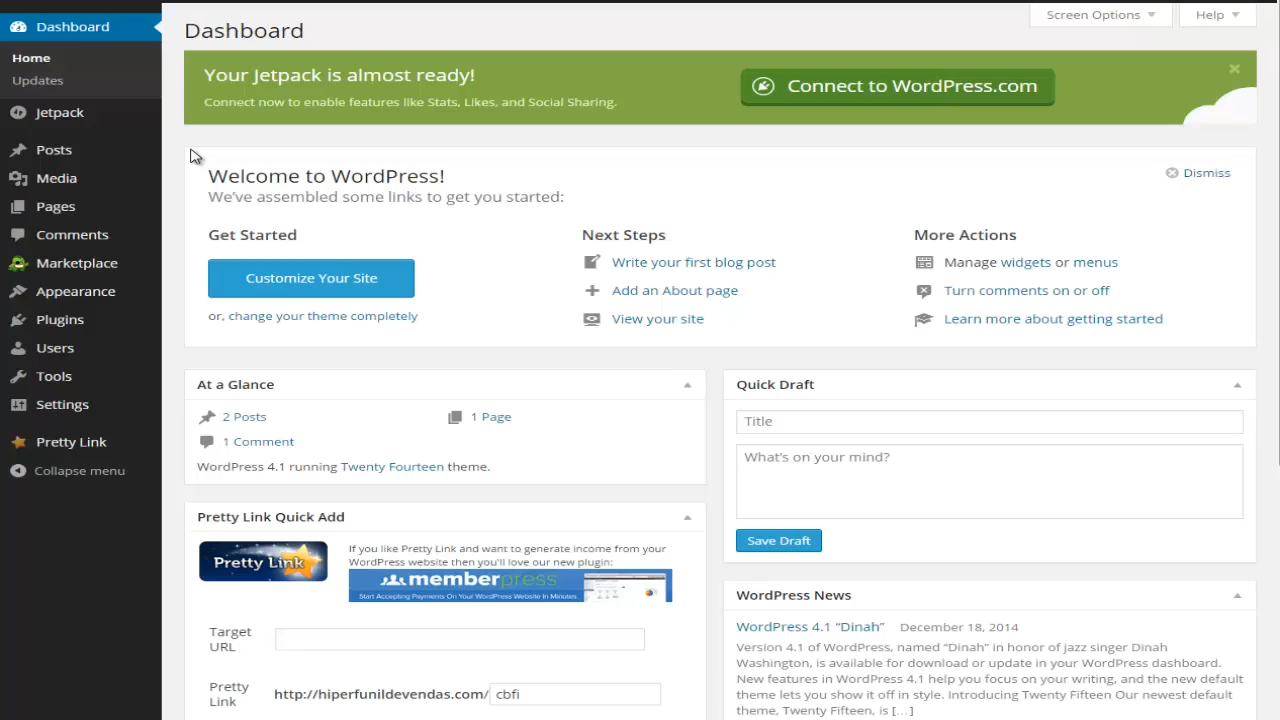 Dashboard
Home
Updates
Jetpack
Posts
Media
Pages
Comments
Marketplace
Appearance
Plugins
Users
Tools
Settings
Pretty Link
Collapse menu
Screen Options
Help
Dashboard
Your Jetpack is almost ready!
Connect now to enable features like Stats, Likes, and Social Sharing.
Connect to WordPress.com
Welcome to WordPress!
We've assembled some links to get you started:
Dismiss
Get Started
Customize Your Site
or, change your theme completely
Next Steps
Write your first blog post
Add an About page
View your site
More Actions
Manage widgets or menus
Turn comments on or off
Learn more about getting started
At a Glance
2 Posts
1 Page
1 Comment
WordPress 4.1 running Twenty Fourteen theme.
Pretty Link Quick Add
Pretty Link
If you like Pretty Link and want to generate income from your
WordPress website then you'll love our new plugin:
memberpress
Start Accepting Payments On Your WordPress Website In Minutes.
Target
URL
Pretty
Link
http://hiperfunildevendas.com/ cbfi
Quick Draft
Title
What's on your mind?
Save Draft
WordPress News
WordPress 4.1 "Dinah" December 18, 2014
Version 4.1 of WordPress, named "Dinah" in honor of jazz singer Dinah
Washington, is available for download or update in your WordPress dashboard.
New features in WordPress 4.1 help you focus on your writing, and the new default
theme lets you show it off in style. Introducing Twenty Fifteen Our newest default
theme, Twenty Fifteen, is [...]